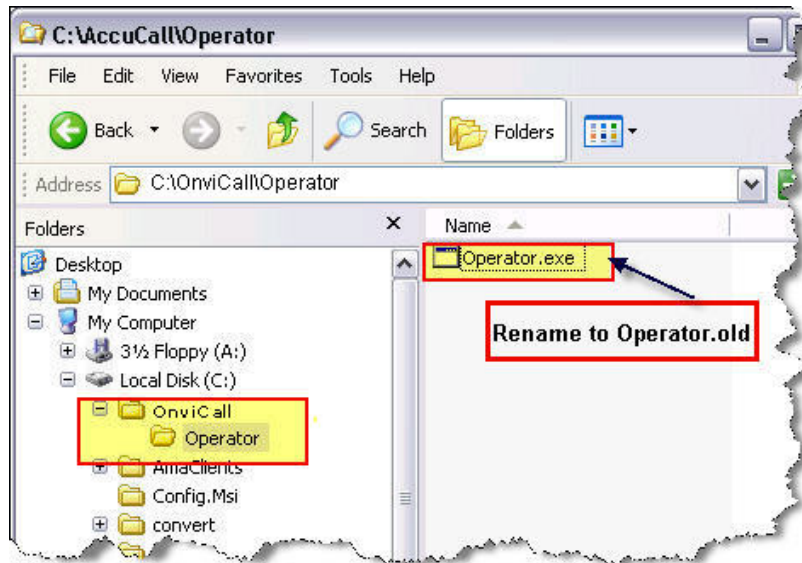 C:\AccuCall\Operator
File Edit View Favorites Tools Help
Back Search Folders
Address C:\OnviCall\Operator
Folders
Name
Desktop
My Documents
My Computer
3½ Floppy (A:)
Local Disk (C:)
OnviCall
Operator
AmaClients
Config.Msi
convert
Operator.exe
Rename to Operator.old